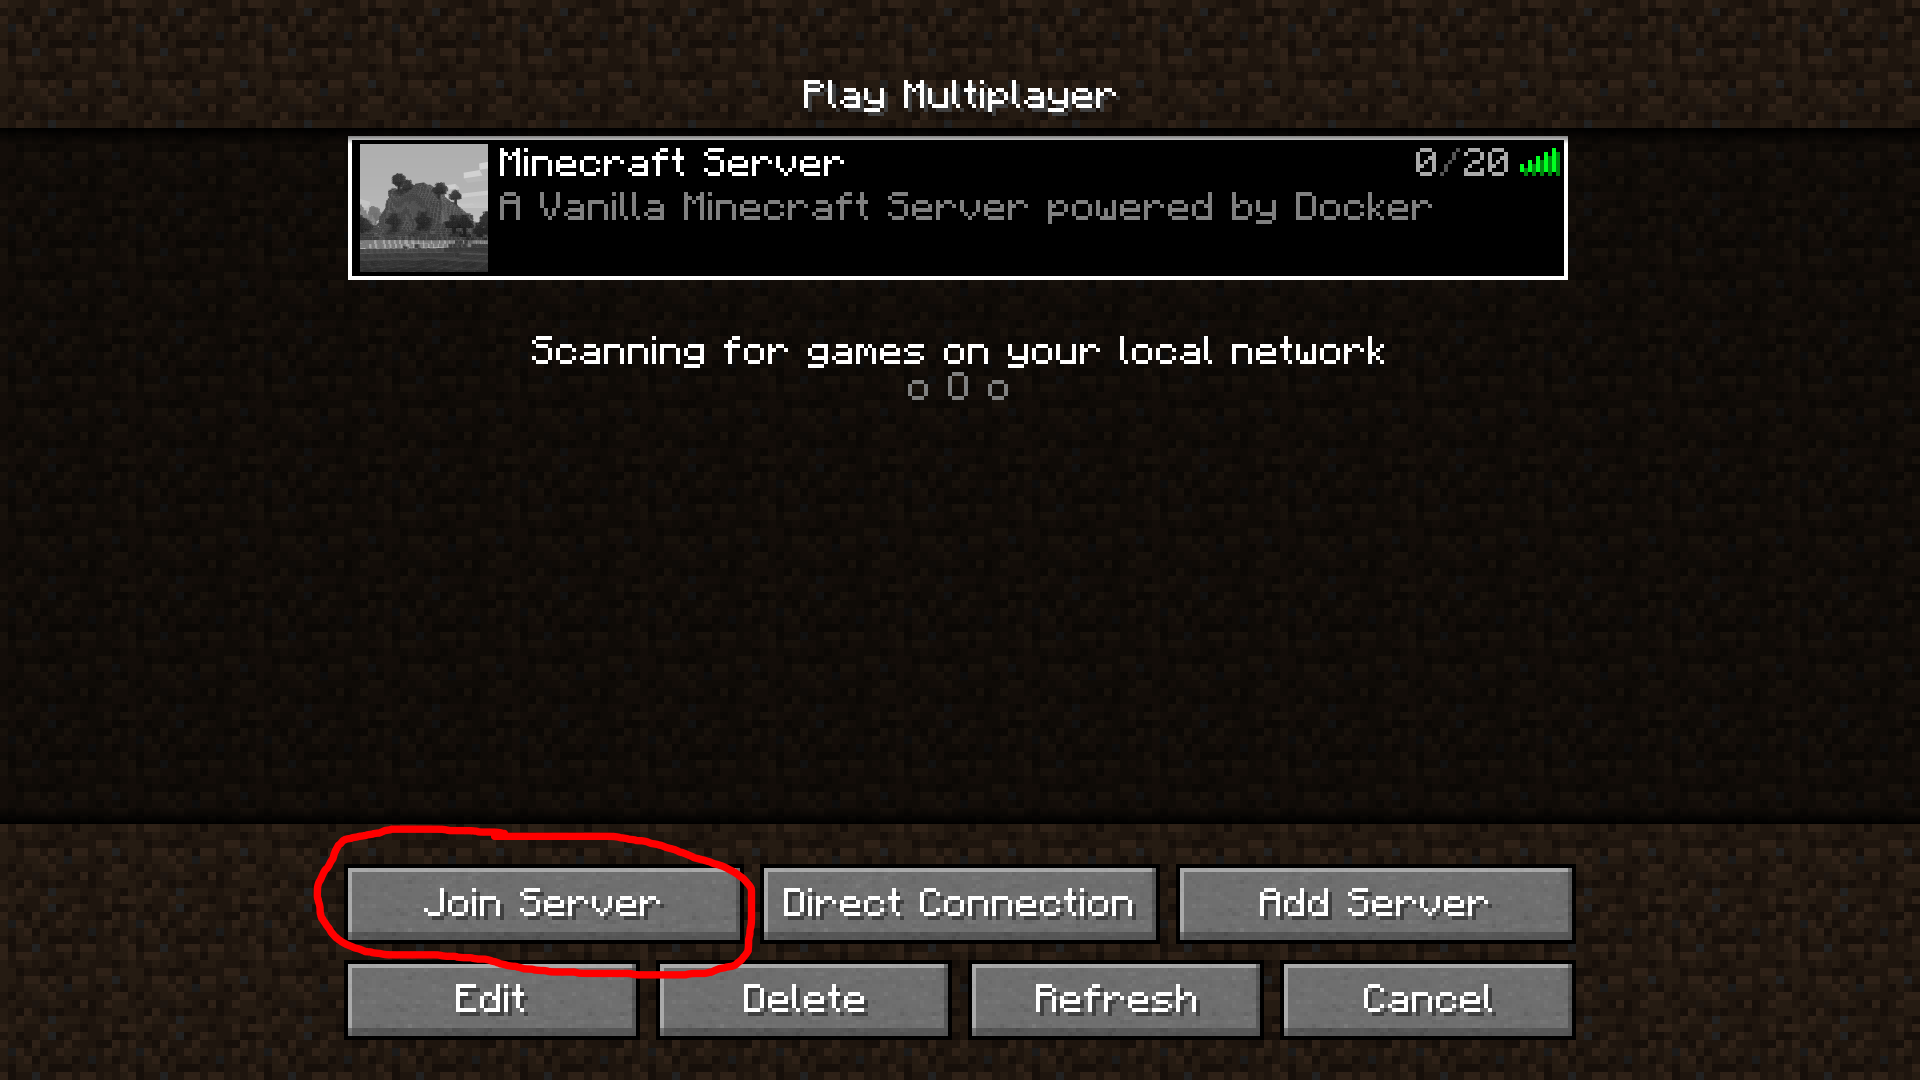 Play Multiplayer
Minecraft Server 0/20
A Vanilla Minecraft Server powered by Docker
Scanning for games on your local network
o O o
Join Server Direct Connection Add Server
Edit Delete Refresh Cancel